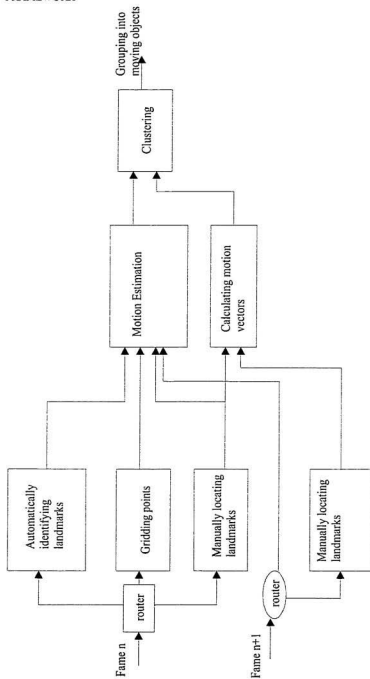 Fame n
router
Automatically
identifying
landmarks
Gridding points
Manually locating
landmarks
Fame n+1
router
Manually locating
landmarks
Motion Estimation
Calculating motion
vectors
Clustering
Grouping into
moving objects